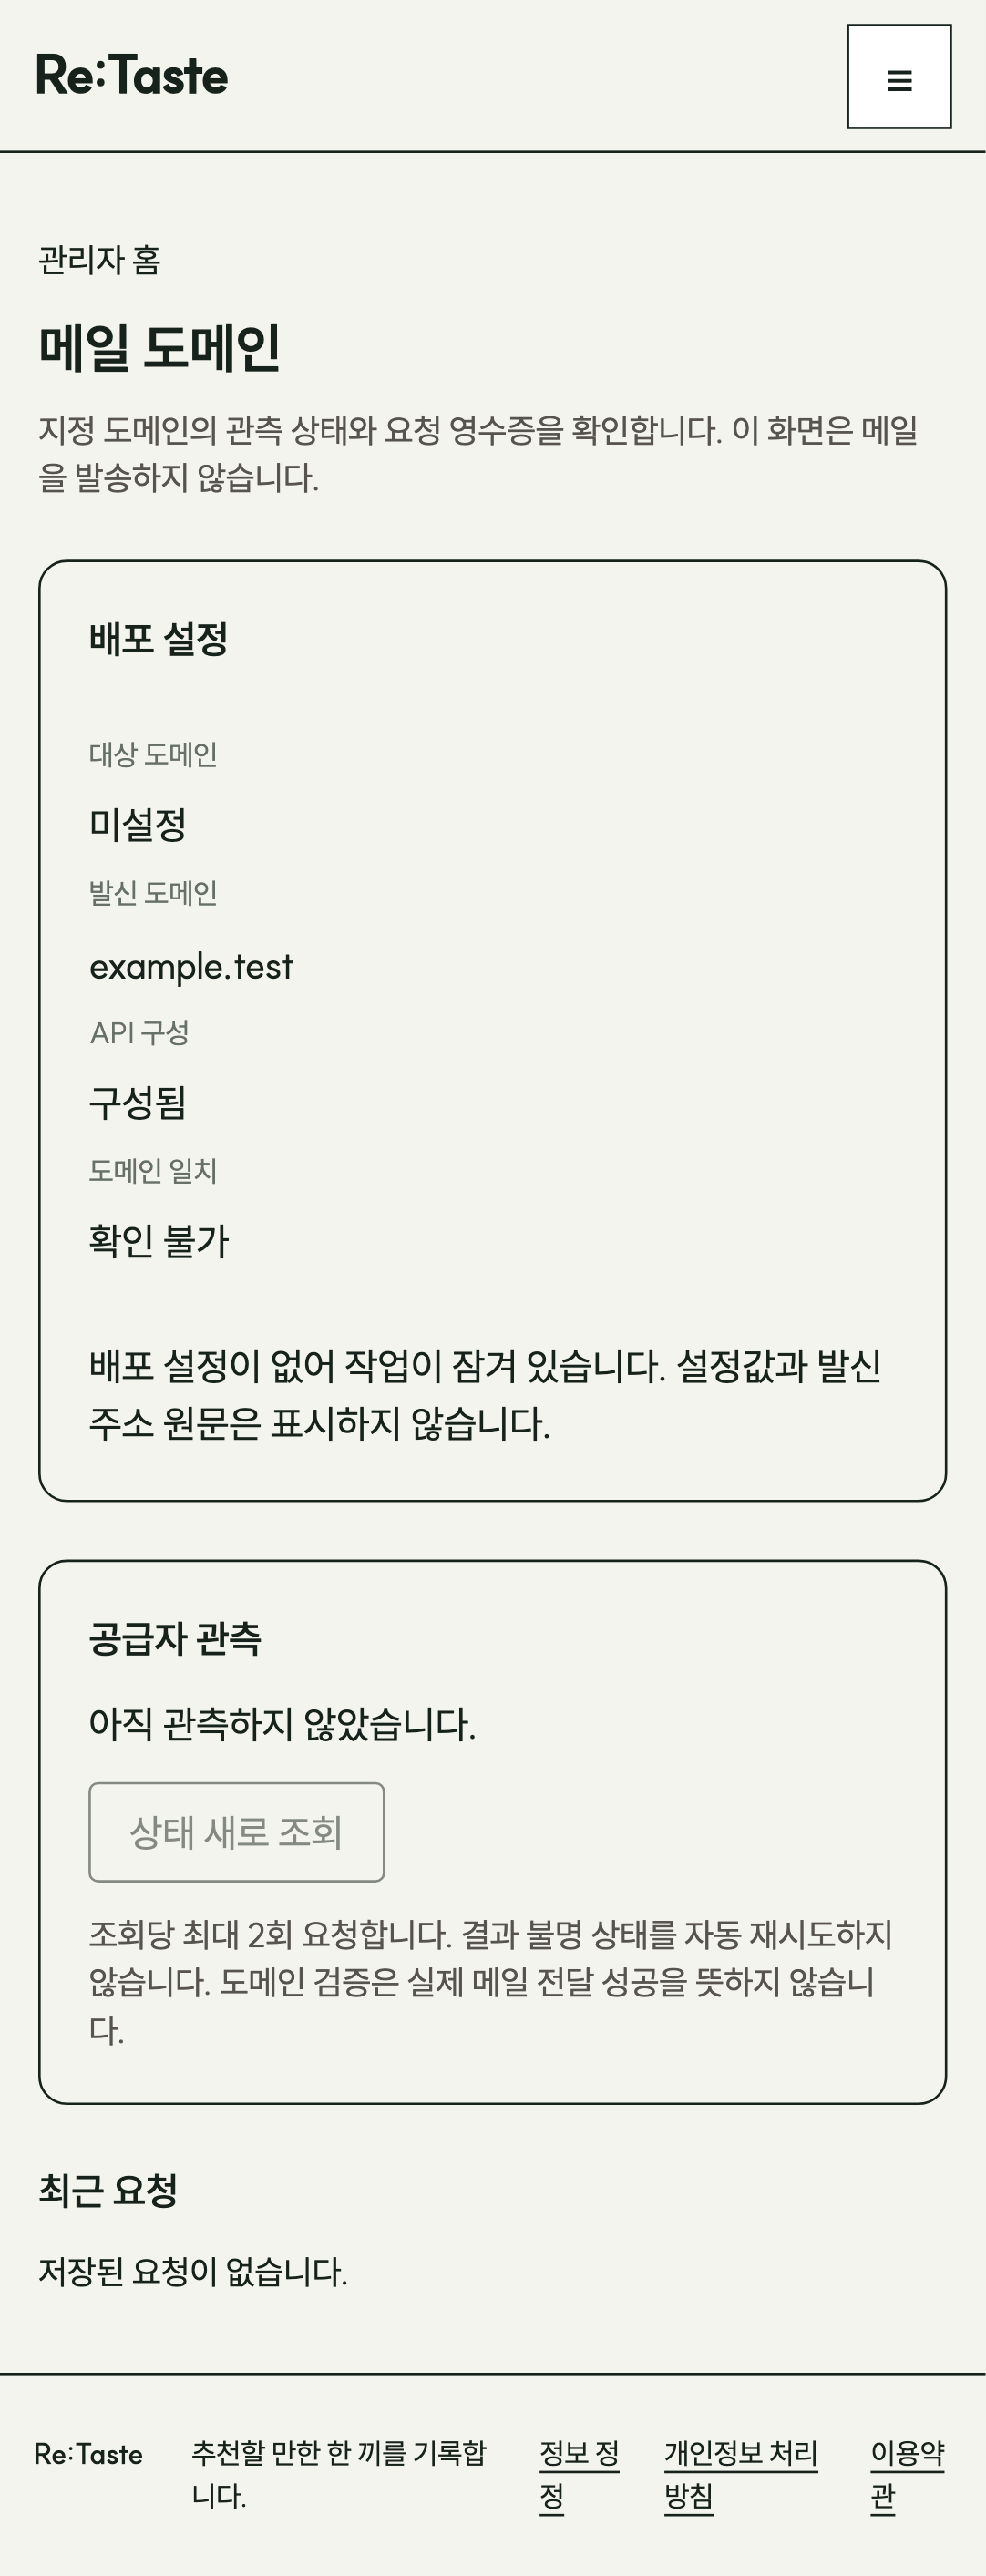 Re:Taste
관리자 홈
메일 도메인
지정 도메인의 관측 상태와 요청 영수증을 확인합니다. 이 화면은 메일
을 발송하지 않습니다.
배포 설정
대상 도메인
미설정
발신 도메인
example.test
API 구성
구성됨
도메인 일치
확인 불가
배포 설정이 없어 작업이 잠겨 있습니다. 설정값과 발신
주소 원문은 표시하지 않습니다.
공급자 관측
아직 관측하지 않았습니다.
상태 새로 조회
조회당 최대 2회 요청합니다. 결과 불명 상태를 자동 재시도하지
않습니다. 도메인 검증은 실제 메일 전달 성공을 뜻하지 않습니
다.
최근 요청
저장된 요청이 없습니다.
Re:Taste
추천할 만한 한 끼를 기록합
니다.
정보 정
정
개인정보 처리
방침
이용약
관